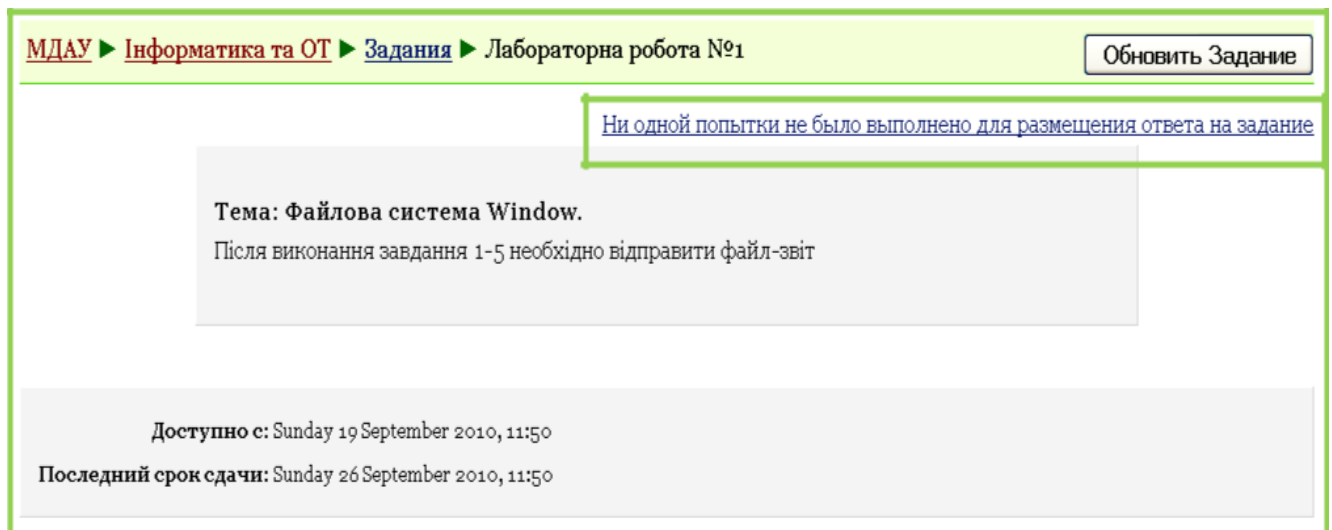 МДАУ ▶ Інформатика та ОТ ▶ Задания ▶ Лабораторна робота №1
Обновить Задание
Ни одной попытки не было выполнено для размещения ответа на задание
Тема: Файлова система Window.
Після виконання завдання 1-5 необхідно відправити файл-звіт
Доступно с: Sunday 19 September 2010, 11:50
Последний срок сдачи: Sunday 26 September 2010, 11:50